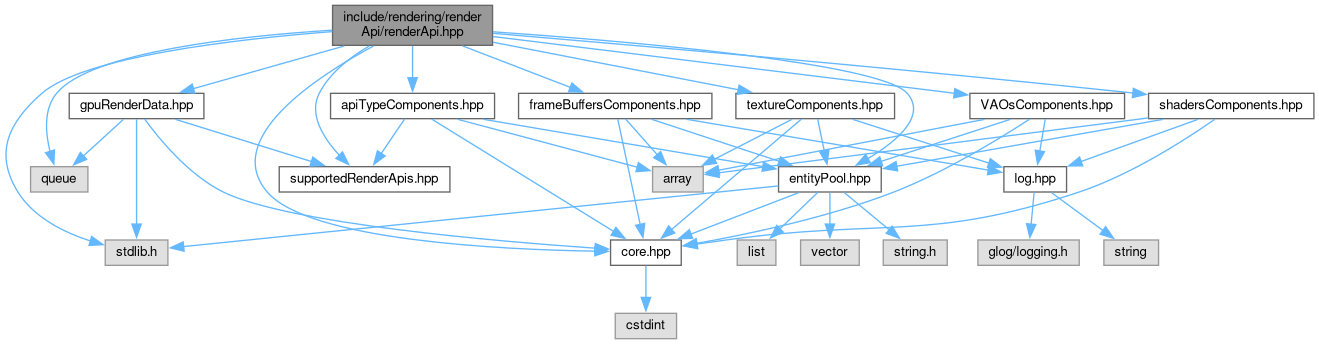 include/rendering/render
Api/renderApi.hpp
gpuRenderData.hpp
apiTypeComponents.hpp
frameBuffersComponents.hpp
textureComponents.hpp
VAOsComponents.hpp
shadersComponents.hpp
queue
supportedRenderApis.hpp
array
entityPool.hpp
log.hpp
stdlib.h
core.hpp
list
vector
string.h
glog/logging.h
string
cstdint